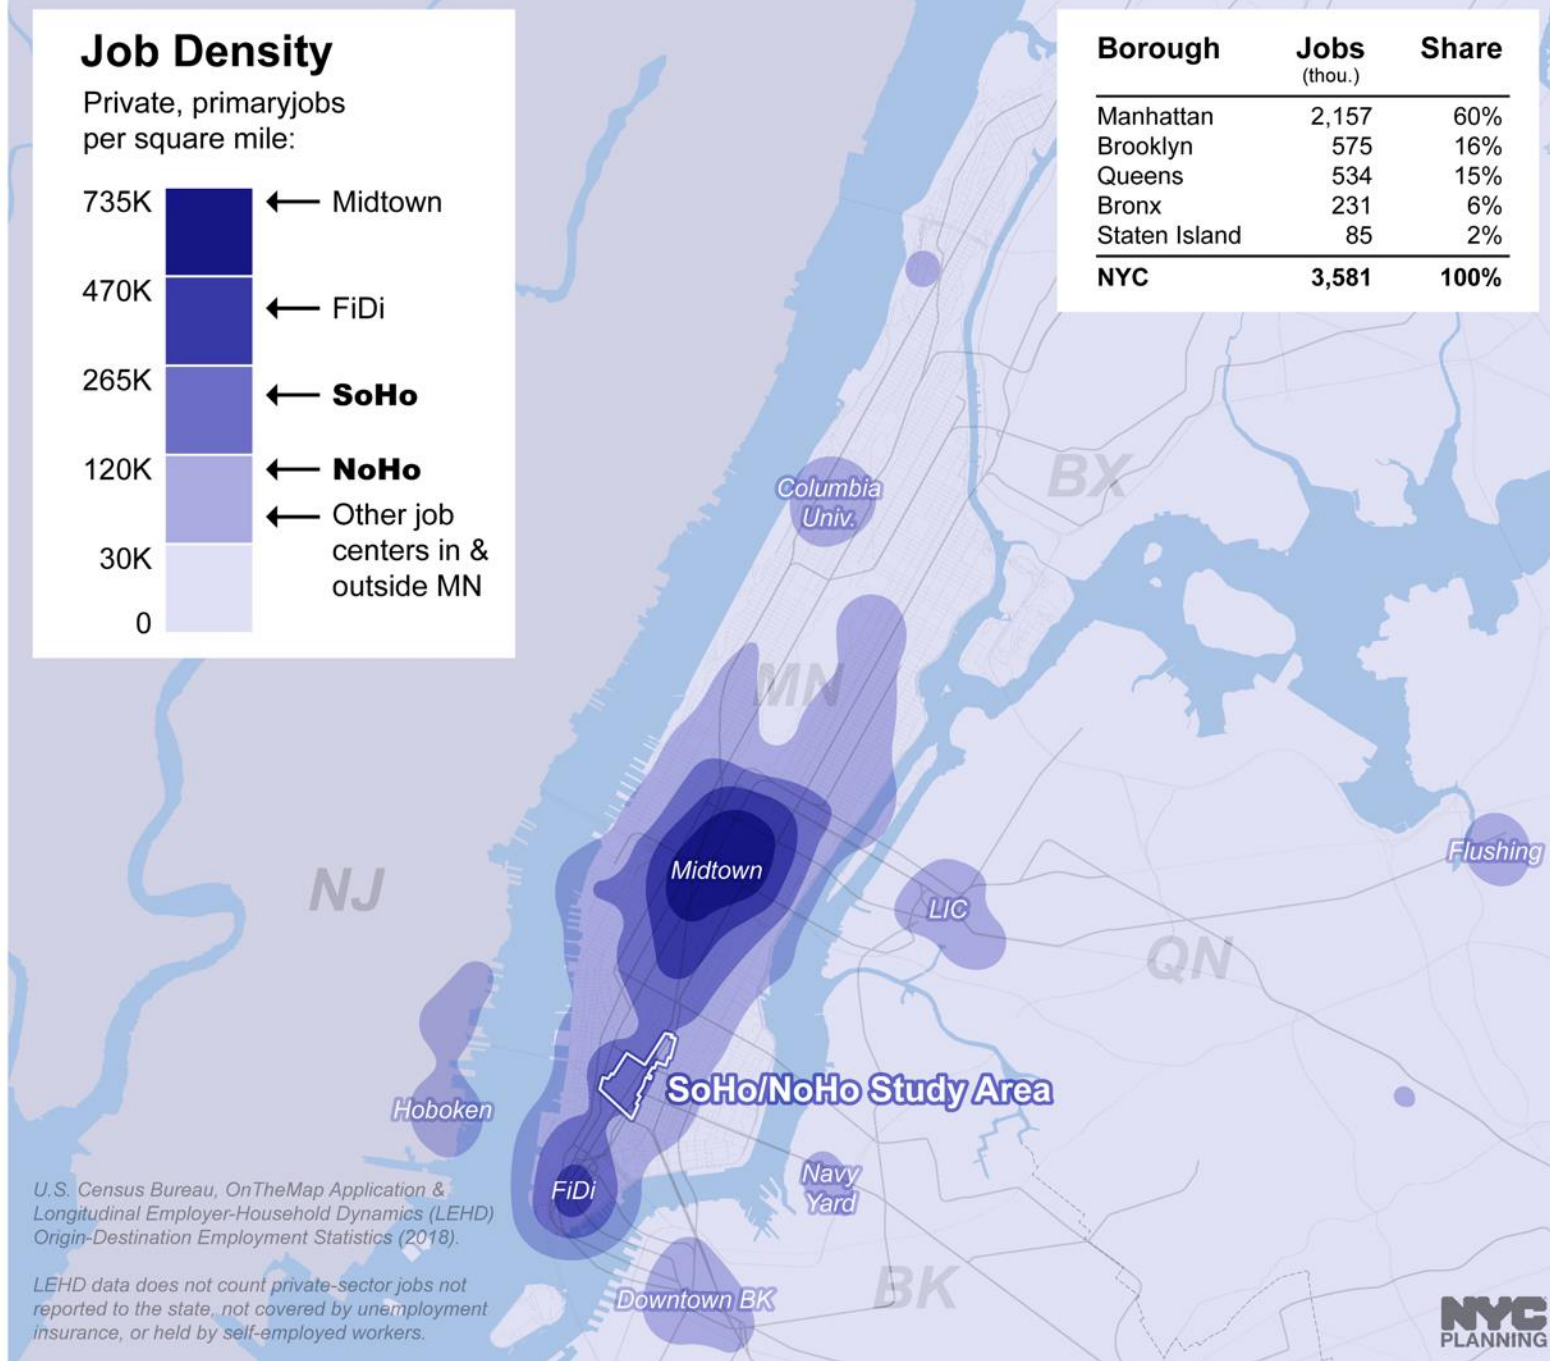 Job Density
Private, primaryjobs
per square mile:
735K
Midtown
470K
FiDi
265K
SoHo
120K
NoHo
Other job
centers in &
outside MN
30K
0
Borough Jobs Share
(thou.)
Manhattan 2,157 60%
Brooklyn 575 16%
Queens 534 15%
Bronx 231 6%
Staten Island 85 2%
NYC 3,581 100%
BX
Columbia
Univ.
MN
Midtown
Flushing
NJ
LIC
QN
SoHo/NoHo Study Area
Hoboken
FiDi
Navy
Yard
Downtown BK
BK
U.S. Census Bureau, OnTheMap Application &
Longitudinal Employer-Household Dynamics (LEHD)
Origin-Destination Employment Statistics (2018).
LEHD data does not count private-sector jobs not
reported to the state, not covered by unemployment
insurance, or held by self-employed workers.
NYC
PLANNING